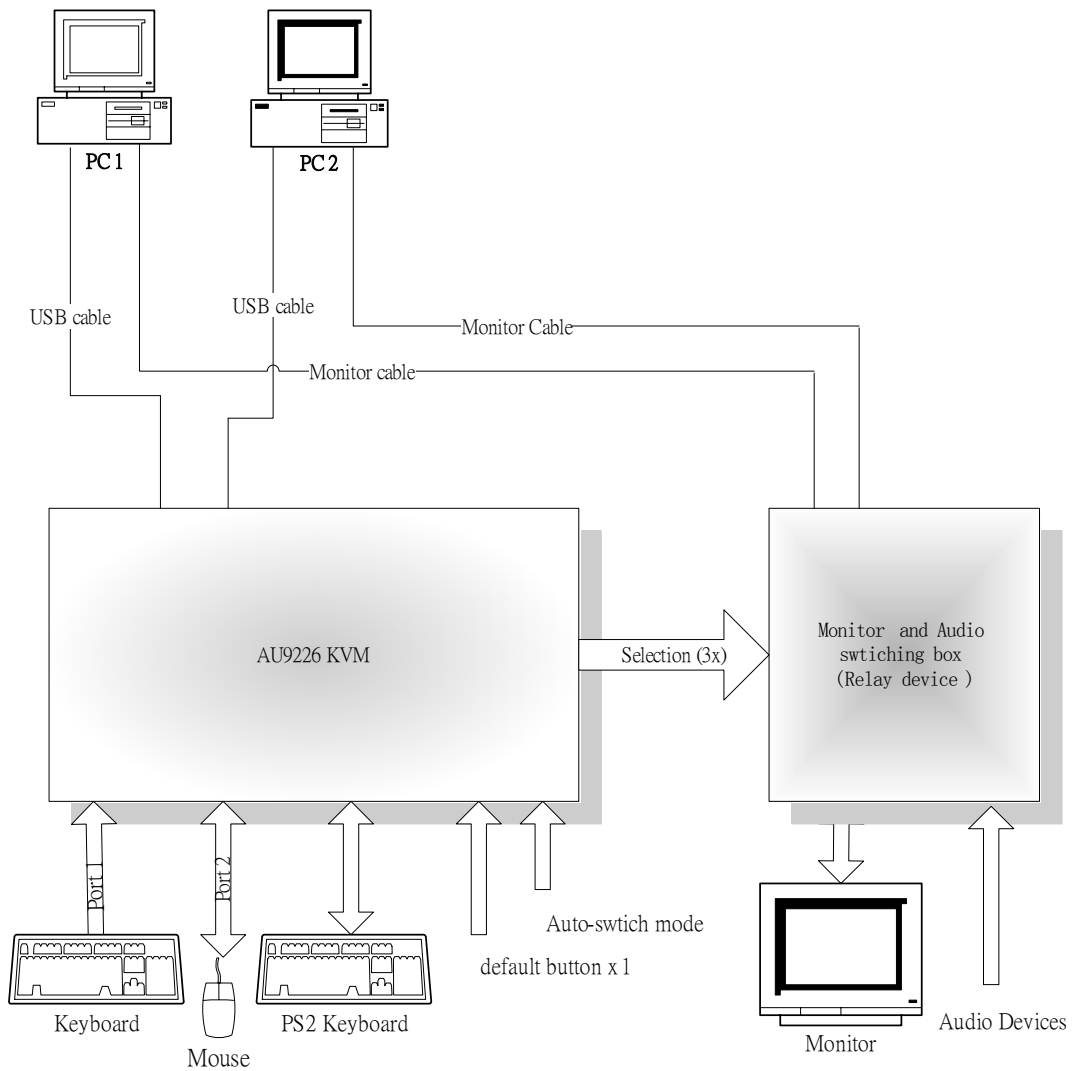 PC 1
PC 2
USB cable
USB cable
Monitor Cable
Monitor cable
AU9226 KVM
Selection (3x)
Monitor and Audio
swtiching box
(Relay device )
Port 1
Port 2
Auto-swtich mode
default button x 1
Keyboard
Mouse
PS2 Keyboard
Monitor
Audio Devices